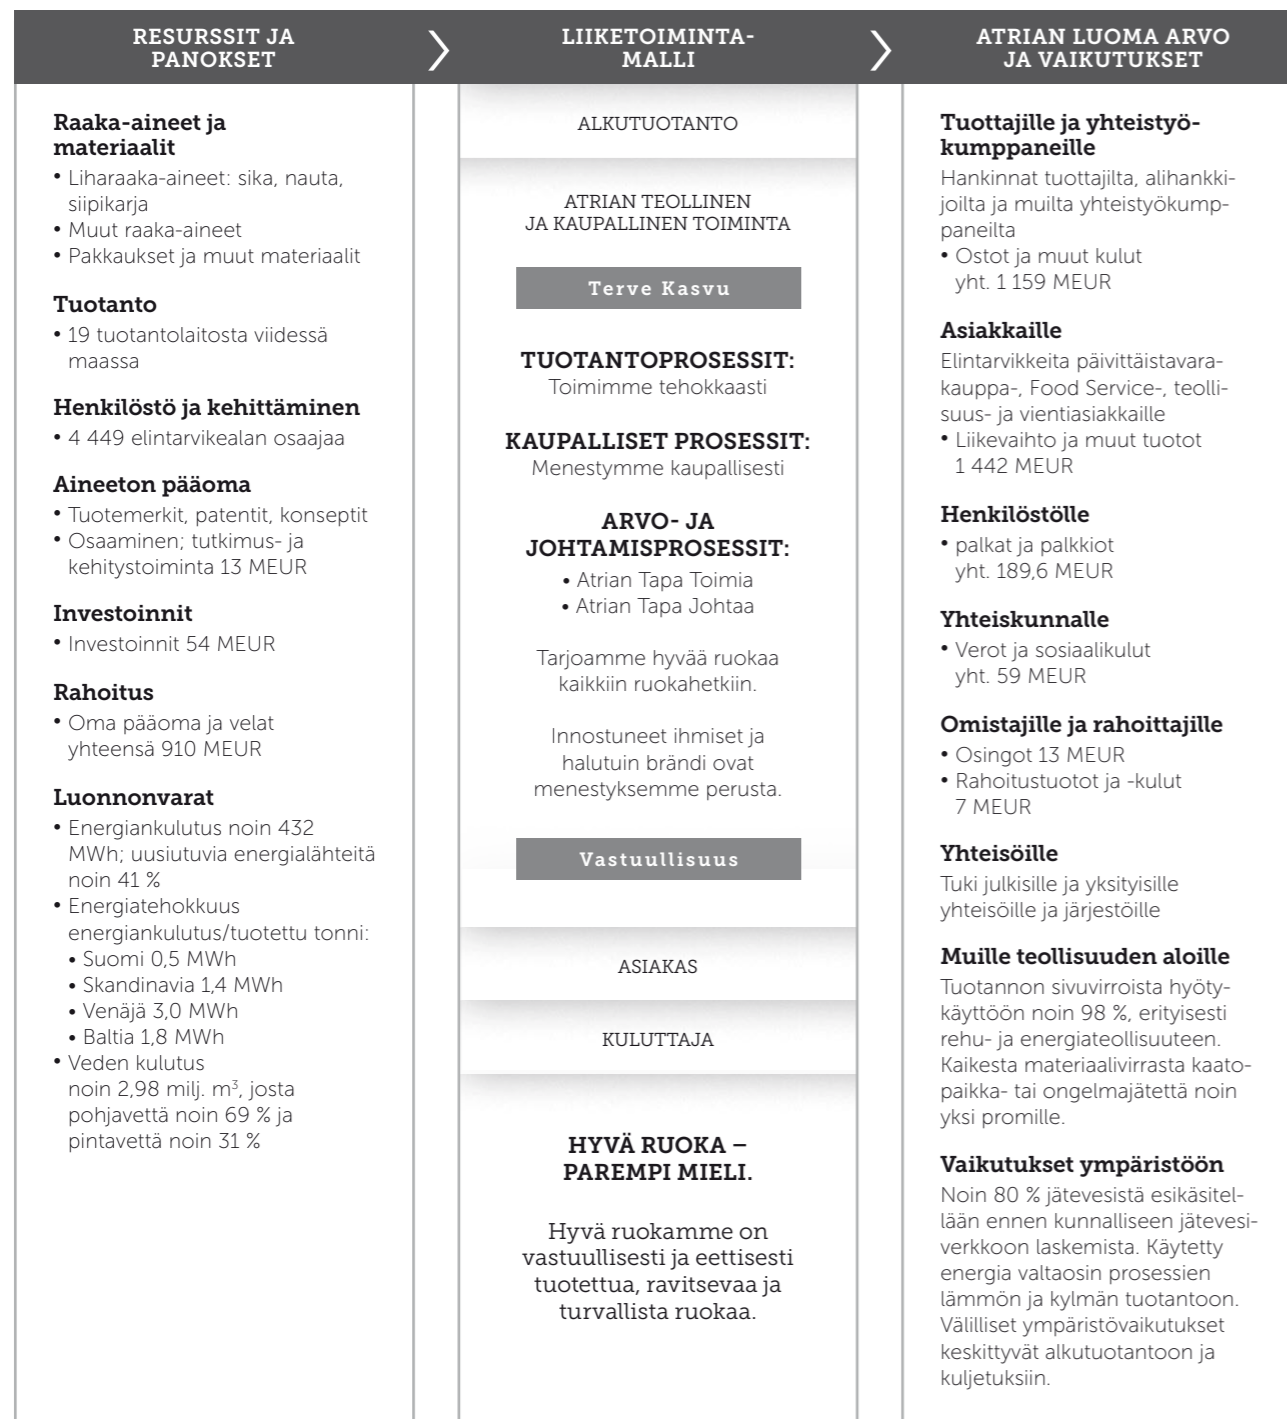 RESURSSIT JA
PANOKSET
Raaka-aineet ja
materiaalit
• Liharaaka-aineet: sika, nauta,
siipikarja
• Muut raaka-aineet
• Pakkaukset ja muut materiaalit
Tuotanto
• 19 tuotantolaitosta viidessä
maassa
Henkilöstö ja kehittäminen
• 4 449 elintarvikealan osaajaa
Aineeton pääoma
• Tuotemerkit, patentit, konseptit
• Osaaminen; tutkimus- ja
kehitystoiminta 13 MEUR
Investoinnit
• Investoinnit 54 MEUR
Rahoitus
• Oma pääoma ja velat
yhteensä 910 MEUR
Luonnonvarat
• Energiankulutus noin 432
MWh; uusiutuvia energialähteitä
noin 41 %
• Energiatehokkuus
energiankulutus/tuotettu tonni:
• Suomi 0,5 MWh
• Skandinavia 1,4 MWh
• Venäjä 3,0 MWh
• Baltia 1,8 MWh
• Veden kulutus
noin 2,98 milj. m³, josta
pohjavettä noin 69 % ja
pintavettä noin 31 %
LIIKETOIMINTA-
MALLI
ALKUTUOTANTO
ATRIAN TEOLLINEN
JA KAUPALLINEN TOIMINTA
Terve Kasvu
TUOTANTOPROSESSIT:
Toimimme tehokkaasti
KAUPALLISET PROSESSIT:
Menestymme kaupallisesti
ARVO- JA
JOHTAMISPROSESSIT:
• Atrian Tapa Toimia
• Atrian Tapa Johtaa
Tarjoamme hyvää ruokaa
kaikkiin ruokahetkiin.
Innostuneet ihmiset ja
halutuin brändi ovat
menestyksemme perusta.
Vastuullisuus
ASIAKAS
KULUTTAJA
HYVÄ RUOKA –
PAREMPI MIELI.
Hyvä ruokamme on
vastuullisesti ja eettisesti
tuotettua, ravitsevaa ja
turvallista ruokaa.
ATRIAN LUOMA ARVO
JA VAIKUTUKSET
Tuottajille ja yhteistyö-
kumppaneille
Hankinnat tuottajilta, alihankki-
joilta ja muilta yhteistyökump-
paneilta
• Ostot ja muut kulut
yht. 1 159 MEUR
Asiakkaille
Elintarvikkeita päivittäistavara-
kauppa-, Food Service-, teolli-
suus- ja vientiasiakkaille
• Liikevaihto ja muut tuotot
1 442 MEUR
Henkilöstölle
• palkat ja palkkiot
yht. 189,6 MEUR
Yhteiskunnalle
• Verot ja sosiaalikulut
yht. 59 MEUR
Omistajille ja rahoittajille
• Osingot 13 MEUR
• Rahoitustuotot ja -kulut
7 MEUR
Yhteisöille
Tuki julkisille ja yksityisille
yhteisöille ja järjestöille
Muille teollisuuden aloille
Tuotannon sivuvirroista hyöty-
käyttöön noin 98 %, erityisesti
rehu- ja energiateollisuuteen.
Kaikesta materiaalivirrasta kaato-
paikka- tai ongelmajätettä noin
yksi promille.
Vaikutukset ympäristöön
Noin 80 % jätevesistä esikäsitel-
lään ennen kunnalliseen jätevesi-
verkkoon laskemista. Käytetty
energia valtaosin prosessien
lämmön ja kylmän tuotantoon.
Välilliset ympäristövaikutukset
keskittyvät alkutuotantoon ja
kuljetuksiin.